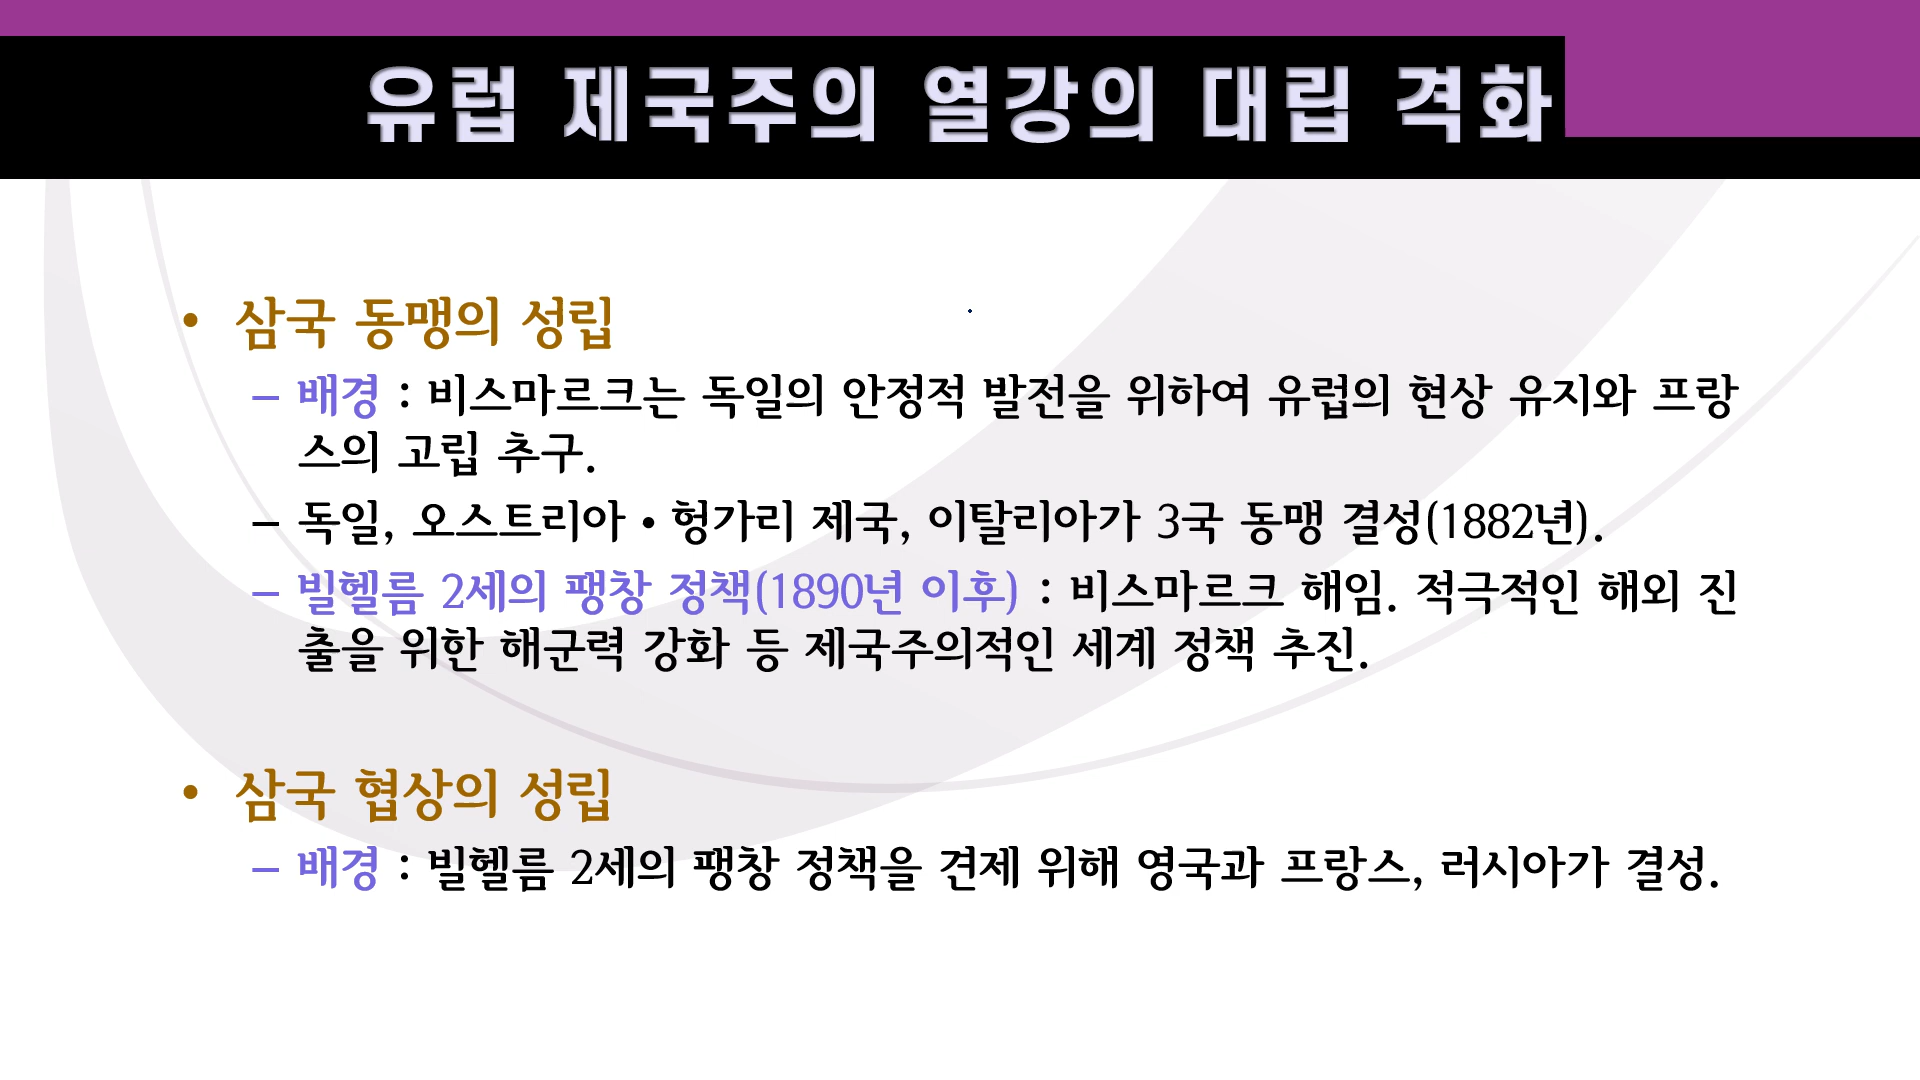 유럽 제국주의 열강의 대립 격화
• 삼국 동맹의 성립
– 배경 : 비스마르크는 독일의 안정적 발전을 위하여 유럽의 현상 유지와 프랑
스의 고립 추구.
– 독일, 오스트리아 • 헝가리 제국, 이탈리아가 3국 동맹 결성(1882년).
– 빌헬름 2세의 팽창 정책(1890년 이후) : 비스마르크 해임. 적극적인 해외 진
출을 위한 해군력 강화 등 제국주의적인 세계 정책 추진.
• 삼국 협상의 성립
– 배경 : 빌헬름 2세의 팽창 정책을 견제 위해 영국과 프랑스, 러시아가 결성.